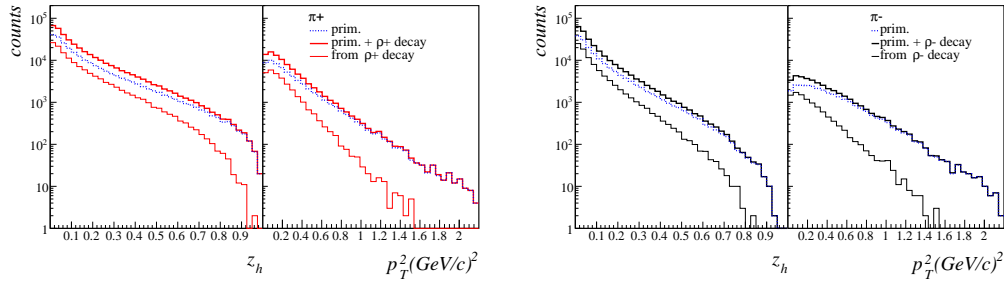 counts
10^5
10^4
10^3
10^2
10
1
π+
prim.
prim. + ρ+ decay
from ρ+ decay
0.1 0.2 0.3 0.4 0.5 0.6 0.7 0.8 0.9
0.2 0.4 0.6 0.8 1 1.2 1.4 1.6 1.8 2
z_h
p_T^2(GeV/c)^2
counts
10^5
10^4
10^3
10^2
10
1
π-
prim.
prim. + ρ- decay
from ρ- decay
0.1 0.2 0.3 0.4 0.5 0.6 0.7 0.8 0.9
0.2 0.4 0.6 0.8 1 1.2 1.4 1.6 1.8 2
z_h
p_T^2(GeV/c)^2